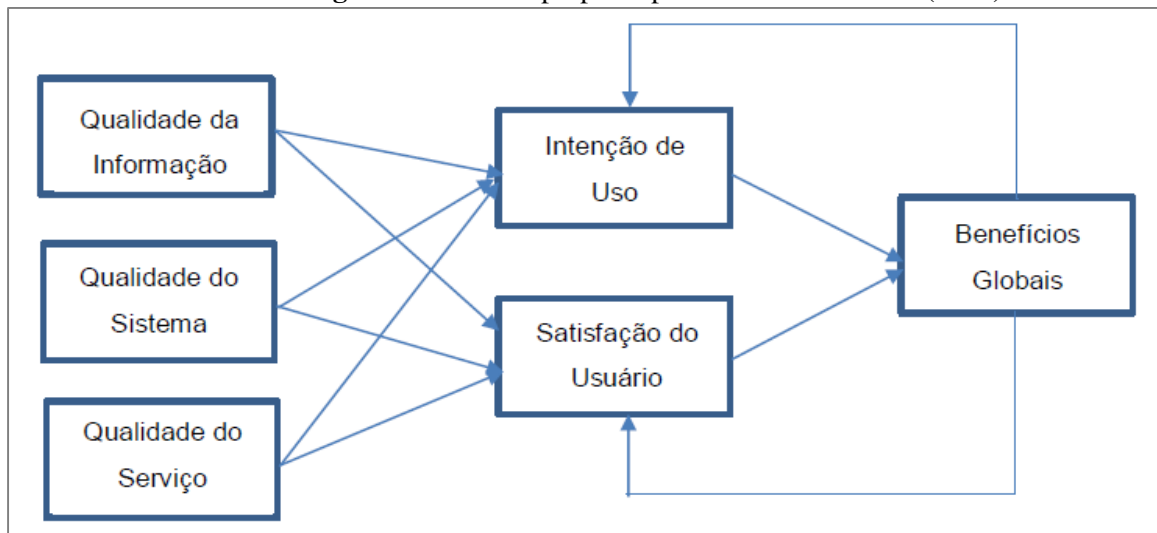 Qualidade da
Informação
Qualidade do
Sistema
Qualidade do
Serviço
Intenção de
Uso
Satisfação do
Usuário
Benefícios
Globais